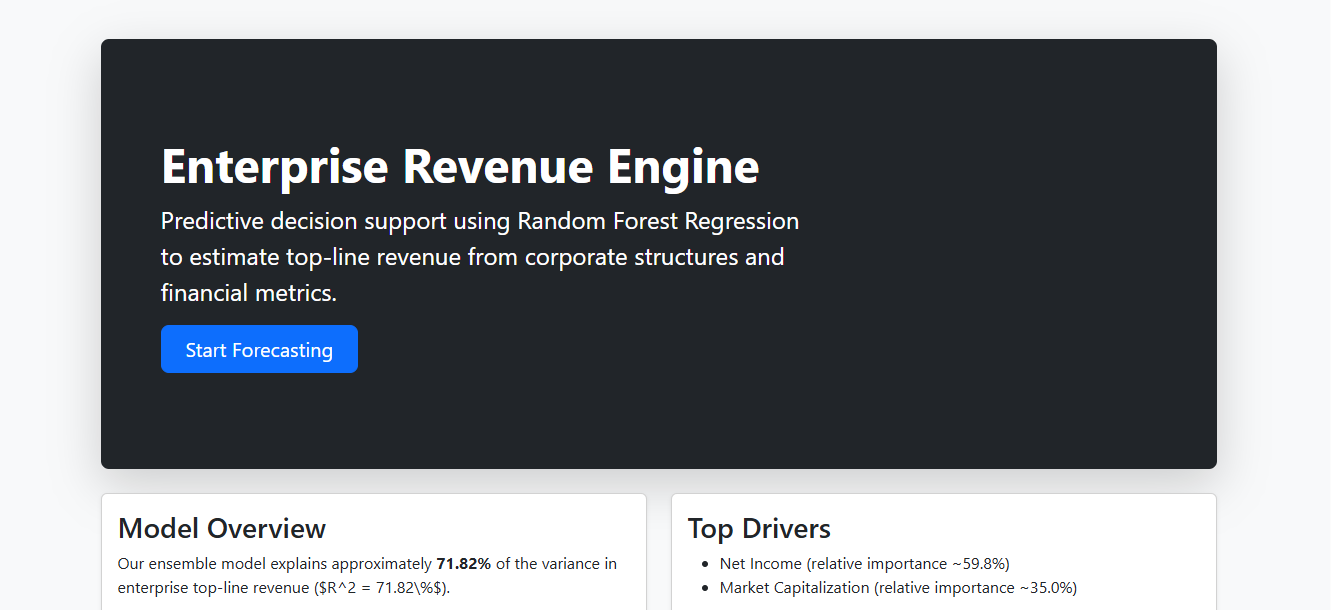 Enterprise Revenue Engine
Predictive decision support using Random Forest Regression
to estimate top-line revenue from corporate structures and
financial metrics.
Start Forecasting
Model Overview
Our ensemble model explains approximately 71.82% of the variance in
enterprise top-line revenue ($R^2 = 71.82\%$).
Top Drivers
Net Income (relative importance ~59.8%)
Market Capitalization (relative importance ~35.0%)